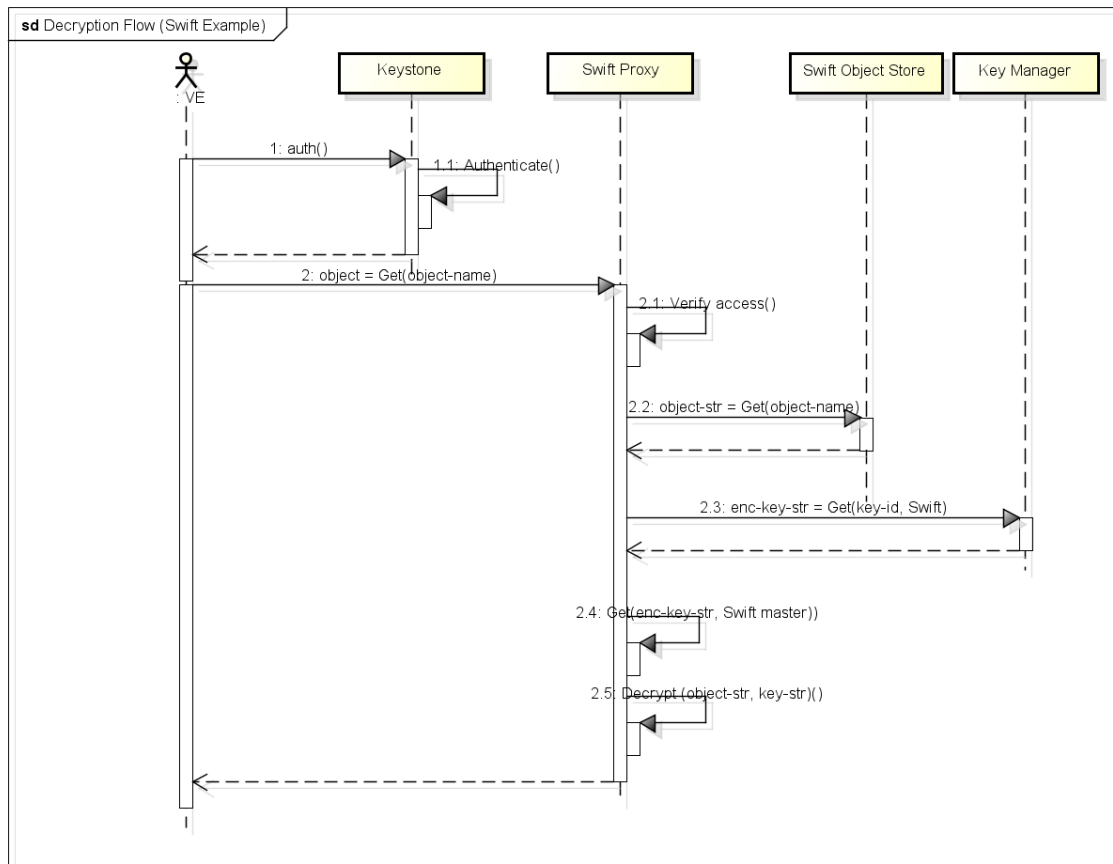 sd Decryption Flow (Swift Example)
: VE
Keystone
Swift Proxy
Swift Object Store
Key Manager
1: auth()
1.1: Authenticate()
2: object = Get(object-name)
2.1: Verify access()
2.2: object-str = Get(object-name)
2.3: enc-key-str = Get(key-id, Swift)
2.4: Get(enc-key-str, Swift master))
2.5: Decrypt (object-str, key-str)()